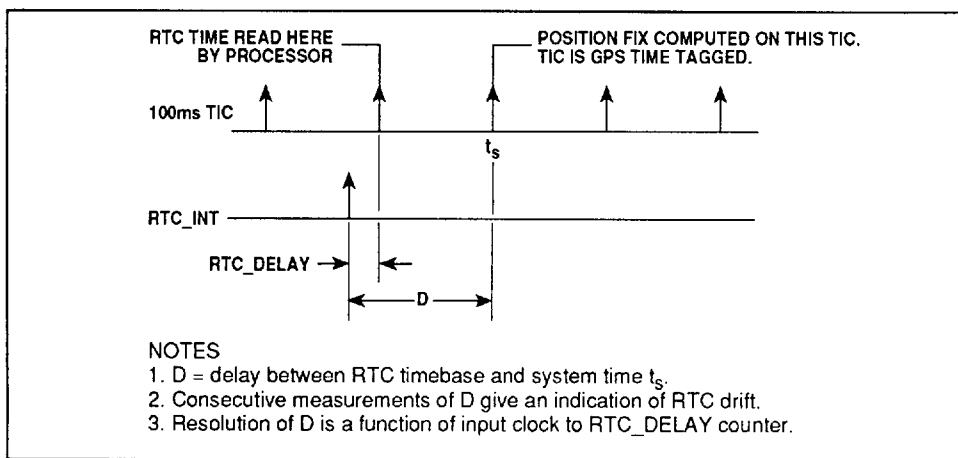 RTC TIME READ HERE
BY PROCESSOR
POSITION FIX COMPUTED ON THIS TIC.
TIC IS GPS TIME TAGGED.
100ms TIC
ts
RTC_INT
RTC_DELAY
D
NOTES
1. D = delay between RTC timebase and system time ts.
2. Consecutive measurements of D give an indication of RTC drift.
3. Resolution of D is a function of input clock to RTC_DELAY counter.